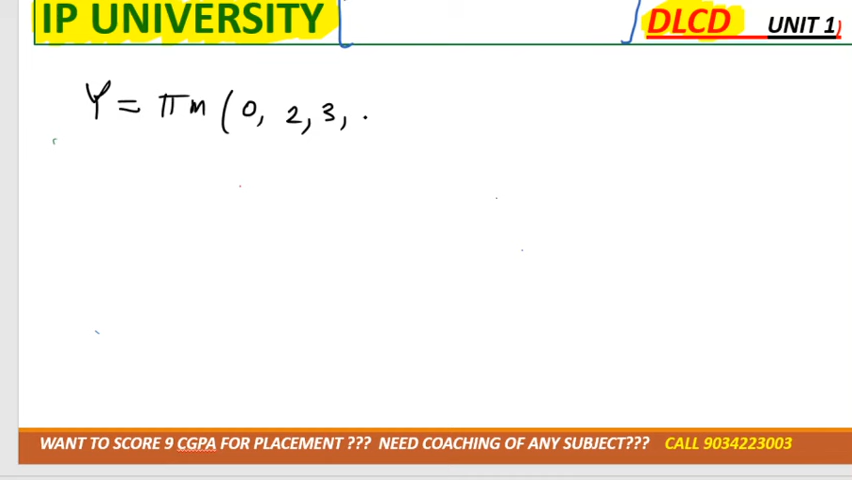 IP UNIVERSITY
DLCD UNIT 1)
Y = πm (0, 2, 3, .
WANT TO SCORE 9 CGPA FOR PLACEMENT ??? NEED COACHING OF ANY SUBJECT??? CALL 9034223003